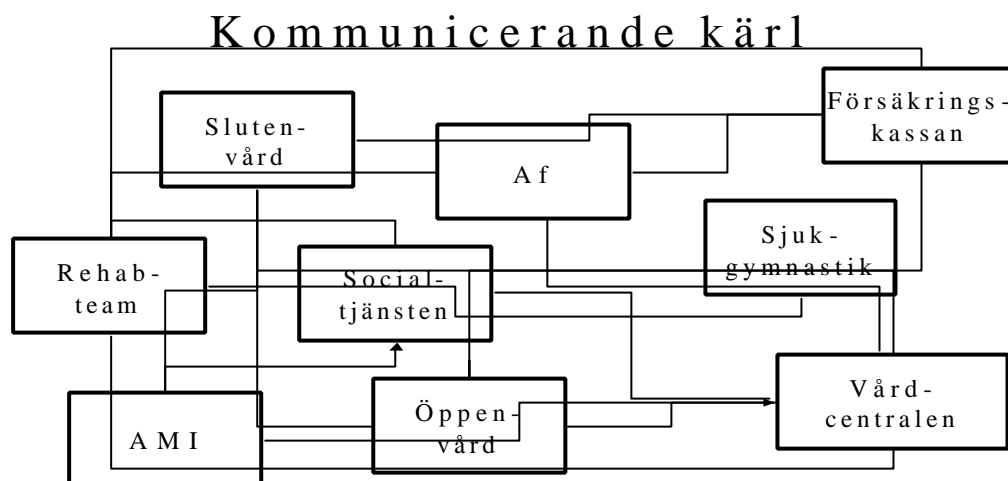 Kommunicerande kärl
Försäkrings-
kassan
Sluten-
vård
Af
Sjuk-
gymnastik
Rehab-
team
Social-
tjänsten
Vård-
centralen
AMI
Öppen-
vård